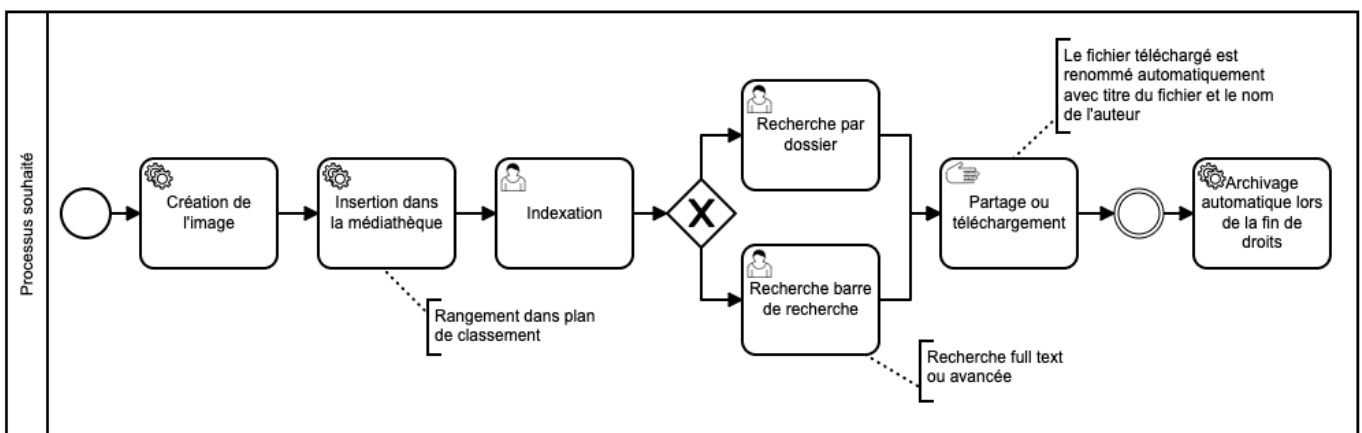 Processus souhaité
Création de
l'image
Insertion dans
la médiathèque
Rangement dans plan
de classement
Indexation
X
Recherche par
dossier
Recherche barre
de recherche
Recherche full text
ou avancée
Partage ou
téléchargement
Le fichier téléchargé est
renommé automatiquement
avec titre du fichier et le nom
de l'auteur
Archivage
automatique lors
de la fin de
droits